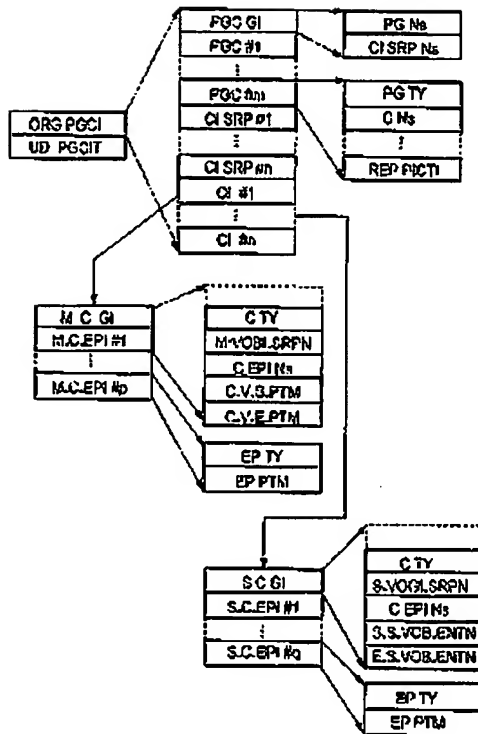 ORG PGCI
UD PGCIT
PGC GI
PGC #1
PGC #m
CI SRP #1
CI SRP #n
CI #1
CI #n
PG Ns
CI SRP Ns
PG TY
C Ns
REP PICTI
M C GI
M.C.EPI #1
M.C.EPI #p
C TY
M-VOBI.SRPN
C EPI Ns
C.V.S.PTM
C.V.E.PTM
EP TY
EP PTM
S C GI
S.C.EPI #1
S.C.EPI #q
C TY
S.VOGI.SRPN
C EPI Ns
S.S.VOB.ENTN
E.S.VOB.ENTN
EP TY
EP PTM